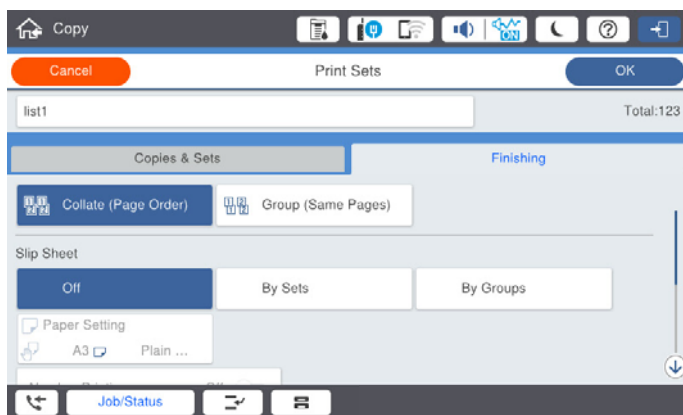 Copy
ON
Cancel
Print Sets
OK
list1
Total:123
Copies & Sets
Finishing
Collate (Page Order)
Group (Same Pages)
Slip Sheet
Off
By Sets
By Groups
Paper Setting
A3
Plain ...
Job/Status